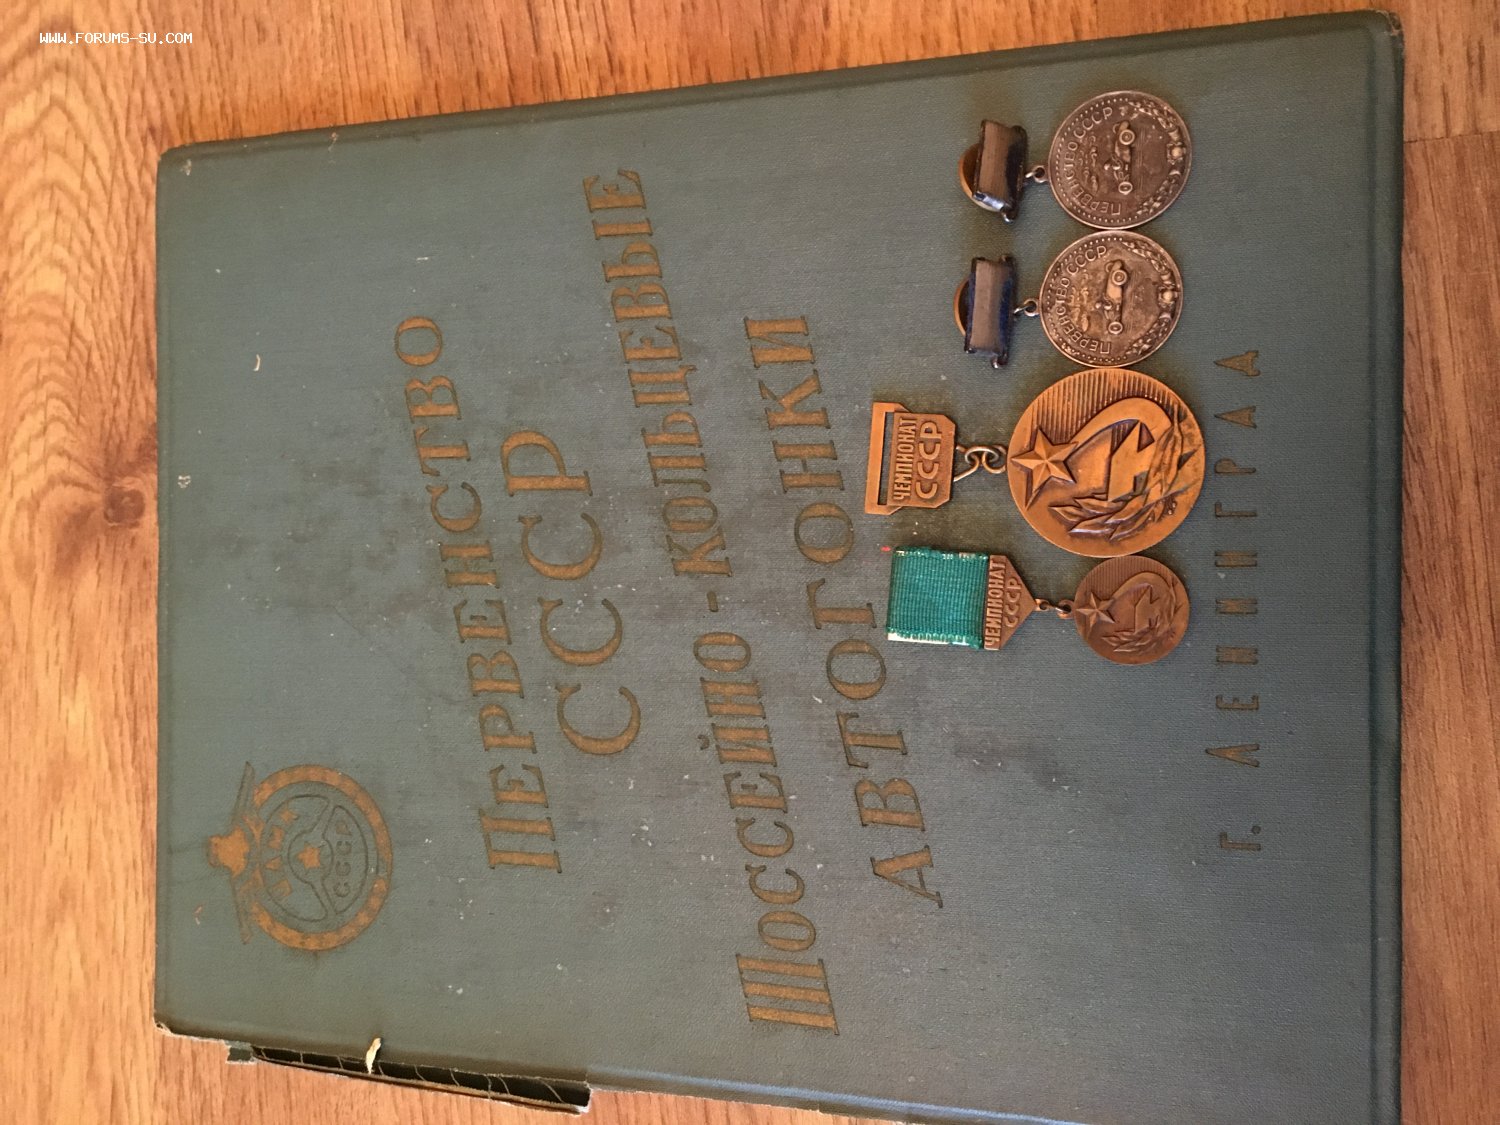 WWW.FORUMS-SU.COM
СССР
ПЕРВЕНСТВО
СССР
ШОССЕЙНО-КОЛЬЦЕВЫЕ
АВТОГОНКИ
Г. ЛЕНИНГРАД
ПЕРВЕНСТВО СССР
ПЕРВЕНСТВО СССР
ЧЕМПИОНАТ
СССР
ЧЕМПИОНАТ
СССР